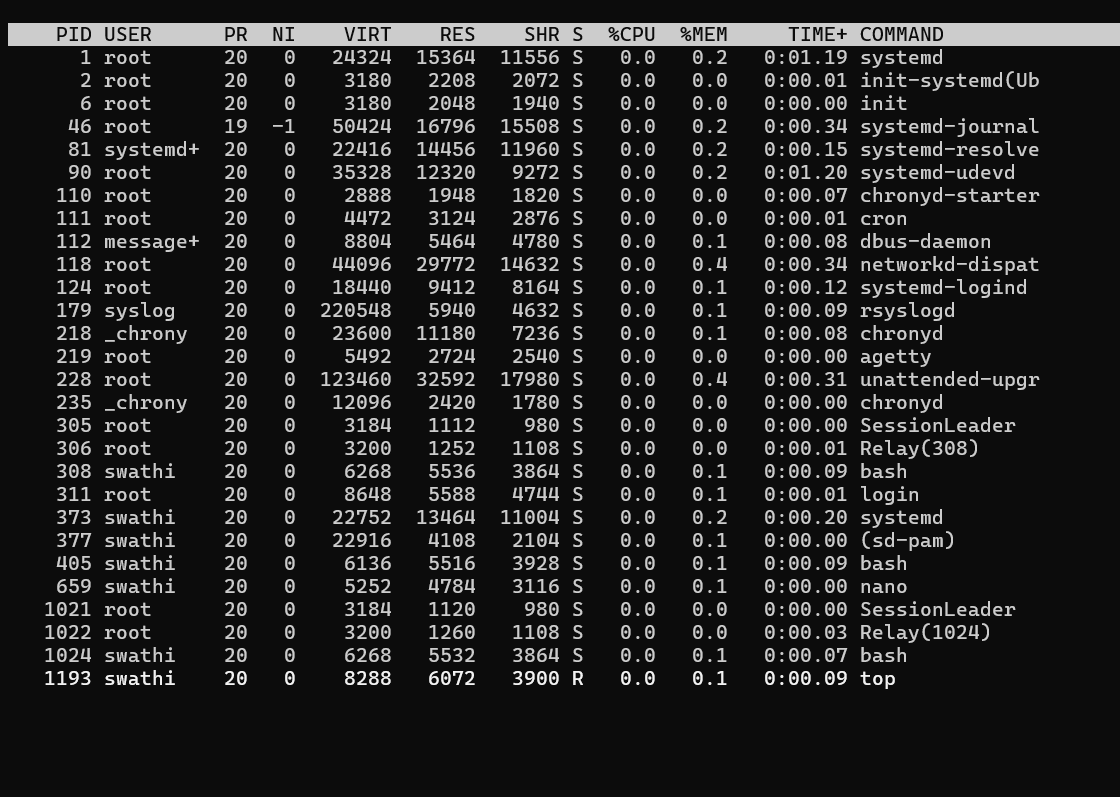 PID USER PR NI VIRT RES SHR S %CPU %MEM TIME+ COMMAND
1 root 20 0 24324 15364 11556 S 0.0 0.2 0:01.19 systemd
2 root 20 0 3180 2208 2072 S 0.0 0.0 0:00.01 init-systemd(Ub
6 root 20 0 3180 2048 1940 S 0.0 0.0 0:00.00 init
46 root 19 -1 50424 16796 15508 S 0.0 0.2 0:00.34 systemd-journal
81 systemd+ 20 0 22416 14456 11960 S 0.0 0.2 0:00.15 systemd-resolve
90 root 20 0 35328 12320 9272 S 0.0 0.2 0:01.20 systemd-udevd
110 root 20 0 2888 1948 1820 S 0.0 0.0 0:00.07 chronyd-starter
111 root 20 0 4472 3124 2876 S 0.0 0.0 0:00.01 cron
112 message+ 20 0 8804 5464 4780 S 0.0 0.1 0:00.08 dbus-daemon
118 root 20 0 44096 29772 14632 S 0.0 0.4 0:00.34 networkd-dispat
124 root 20 0 18440 9412 8164 S 0.0 0.1 0:00.12 systemd-logind
179 syslog 20 0 220548 5940 4632 S 0.0 0.1 0:00.09 rsyslogd
218 _chrony 20 0 23600 11180 7236 S 0.0 0.1 0:00.08 chronyd
219 root 20 0 5492 2724 2540 S 0.0 0.0 0:00.00 agetty
228 root 20 0 123460 32592 17980 S 0.0 0.4 0:00.31 unattended-upgr
235 _chrony 20 0 12096 2420 1780 S 0.0 0.0 0:00.00 chronyd
305 root 20 0 3184 1112 980 S 0.0 0.0 0:00.00 SessionLeader
306 root 20 0 3200 1252 1108 S 0.0 0.0 0:00.01 Relay(308)
308 swathi 20 0 6268 5536 3864 S 0.0 0.1 0:00.09 bash
311 root 20 0 8648 5588 4744 S 0.0 0.1 0:00.01 login
373 swathi 20 0 22752 13464 11004 S 0.0 0.2 0:00.20 systemd
377 swathi 20 0 22916 4108 2104 S 0.0 0.1 0:00.00 (sd-pam)
405 swathi 20 0 6136 5516 3928 S 0.0 0.1 0:00.09 bash
659 swathi 20 0 5252 4784 3116 S 0.0 0.1 0:00.00 nano
1021 root 20 0 3184 1120 980 S 0.0 0.0 0:00.00 SessionLeader
1022 root 20 0 3200 1260 1108 S 0.0 0.0 0:00.03 Relay(1024)
1024 swathi 20 0 6268 5532 3864 S 0.0 0.1 0:00.07 bash
1193 swathi 20 0 8288 6072 3900 R 0.0 0.1 0:00.09 top